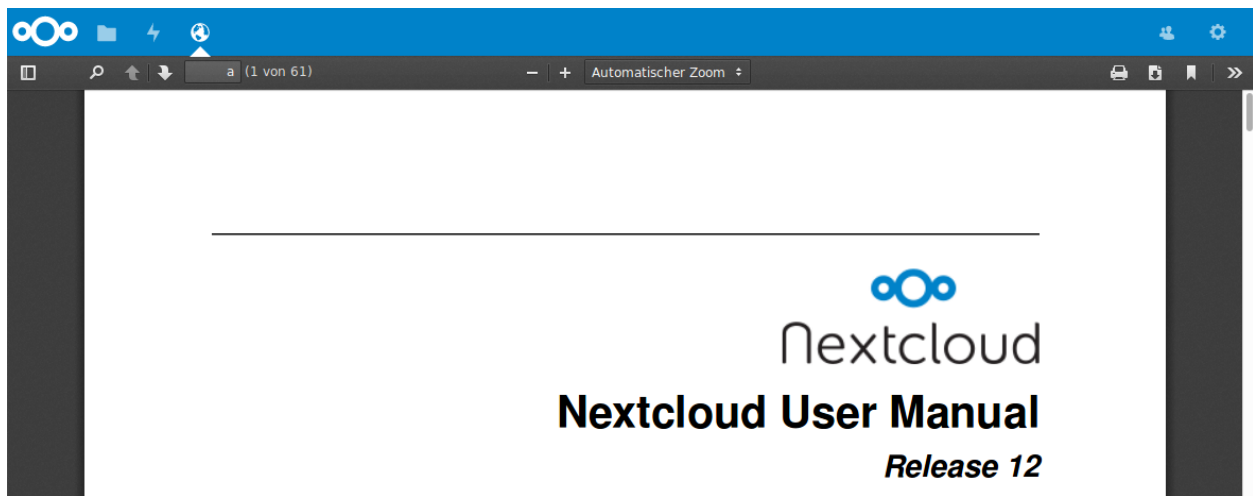 a (1 von 61)
Automatischer Zoom
Nextcloud
Nextcloud User Manual
Release 12